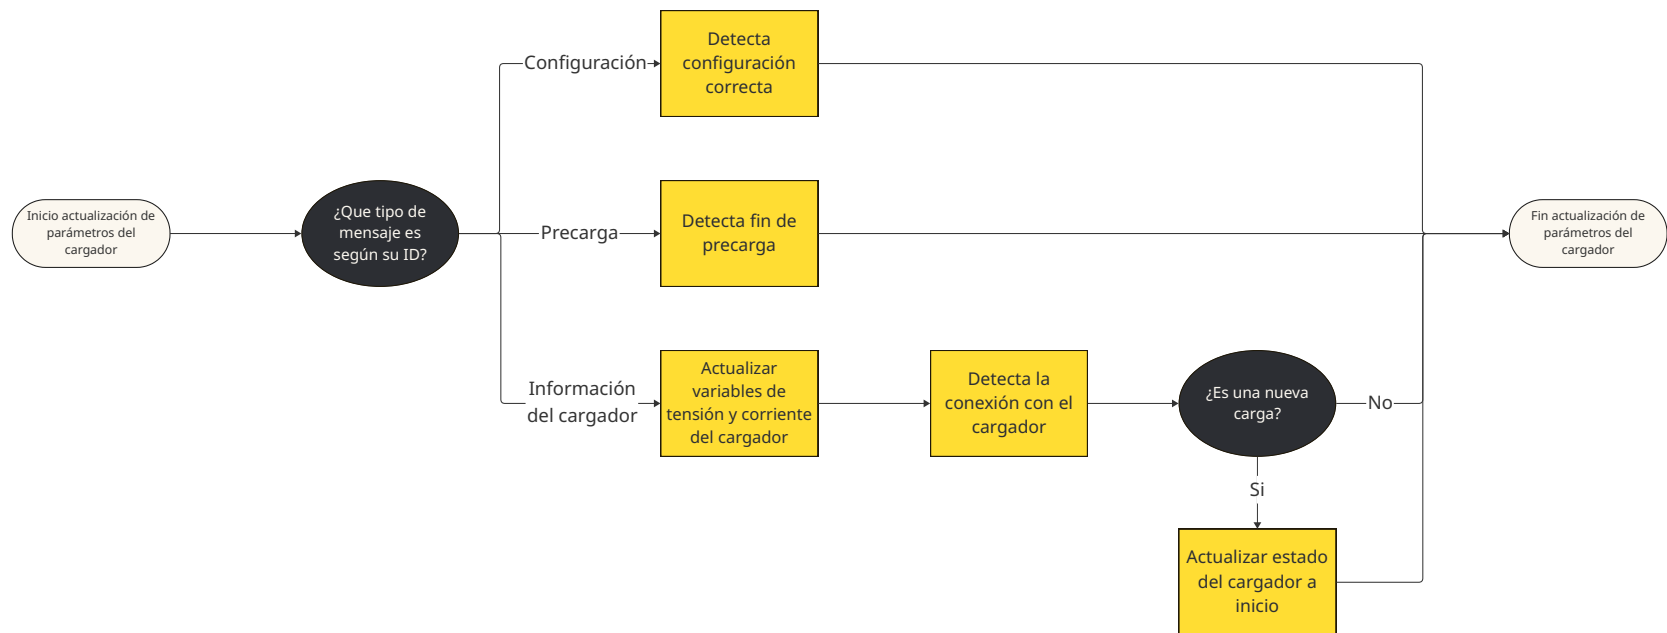 Detecta
configuración
correcta
Configuración
Inicio actualización de
parámetros del
cargador
¿Que tipo de
mensaje es
según su ID?
Precarga
Detecta fin de
precarga
Fin actualización de
parámetros del
cargador
Información
del cargador
Actualizar
variables de
tensión y corriente
del cargador
Detecta la
conexión con el
cargador
¿Es una nueva
carga?
No
Si
Actualizar estado
del cargador a
inicio